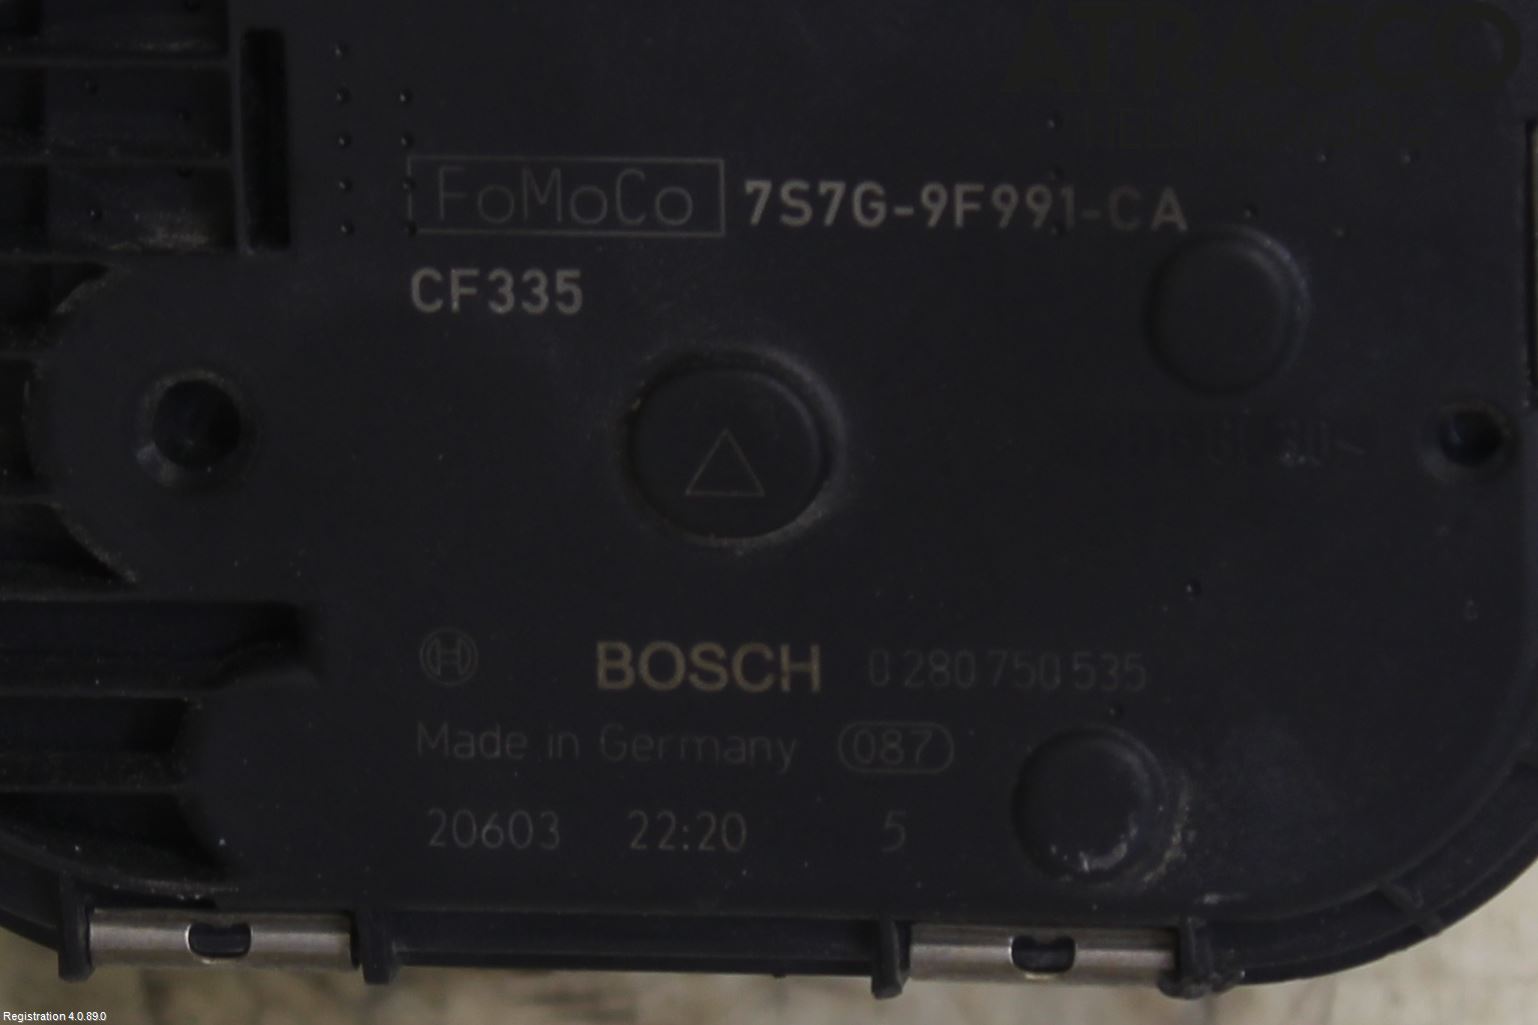 ATRACCO
FoMoCo 7S7G-9F991-CA
CF335
BOSCH 0 280 750 535
Made in Germany 087
20603 22:20 5
Registration 4.0.89.0